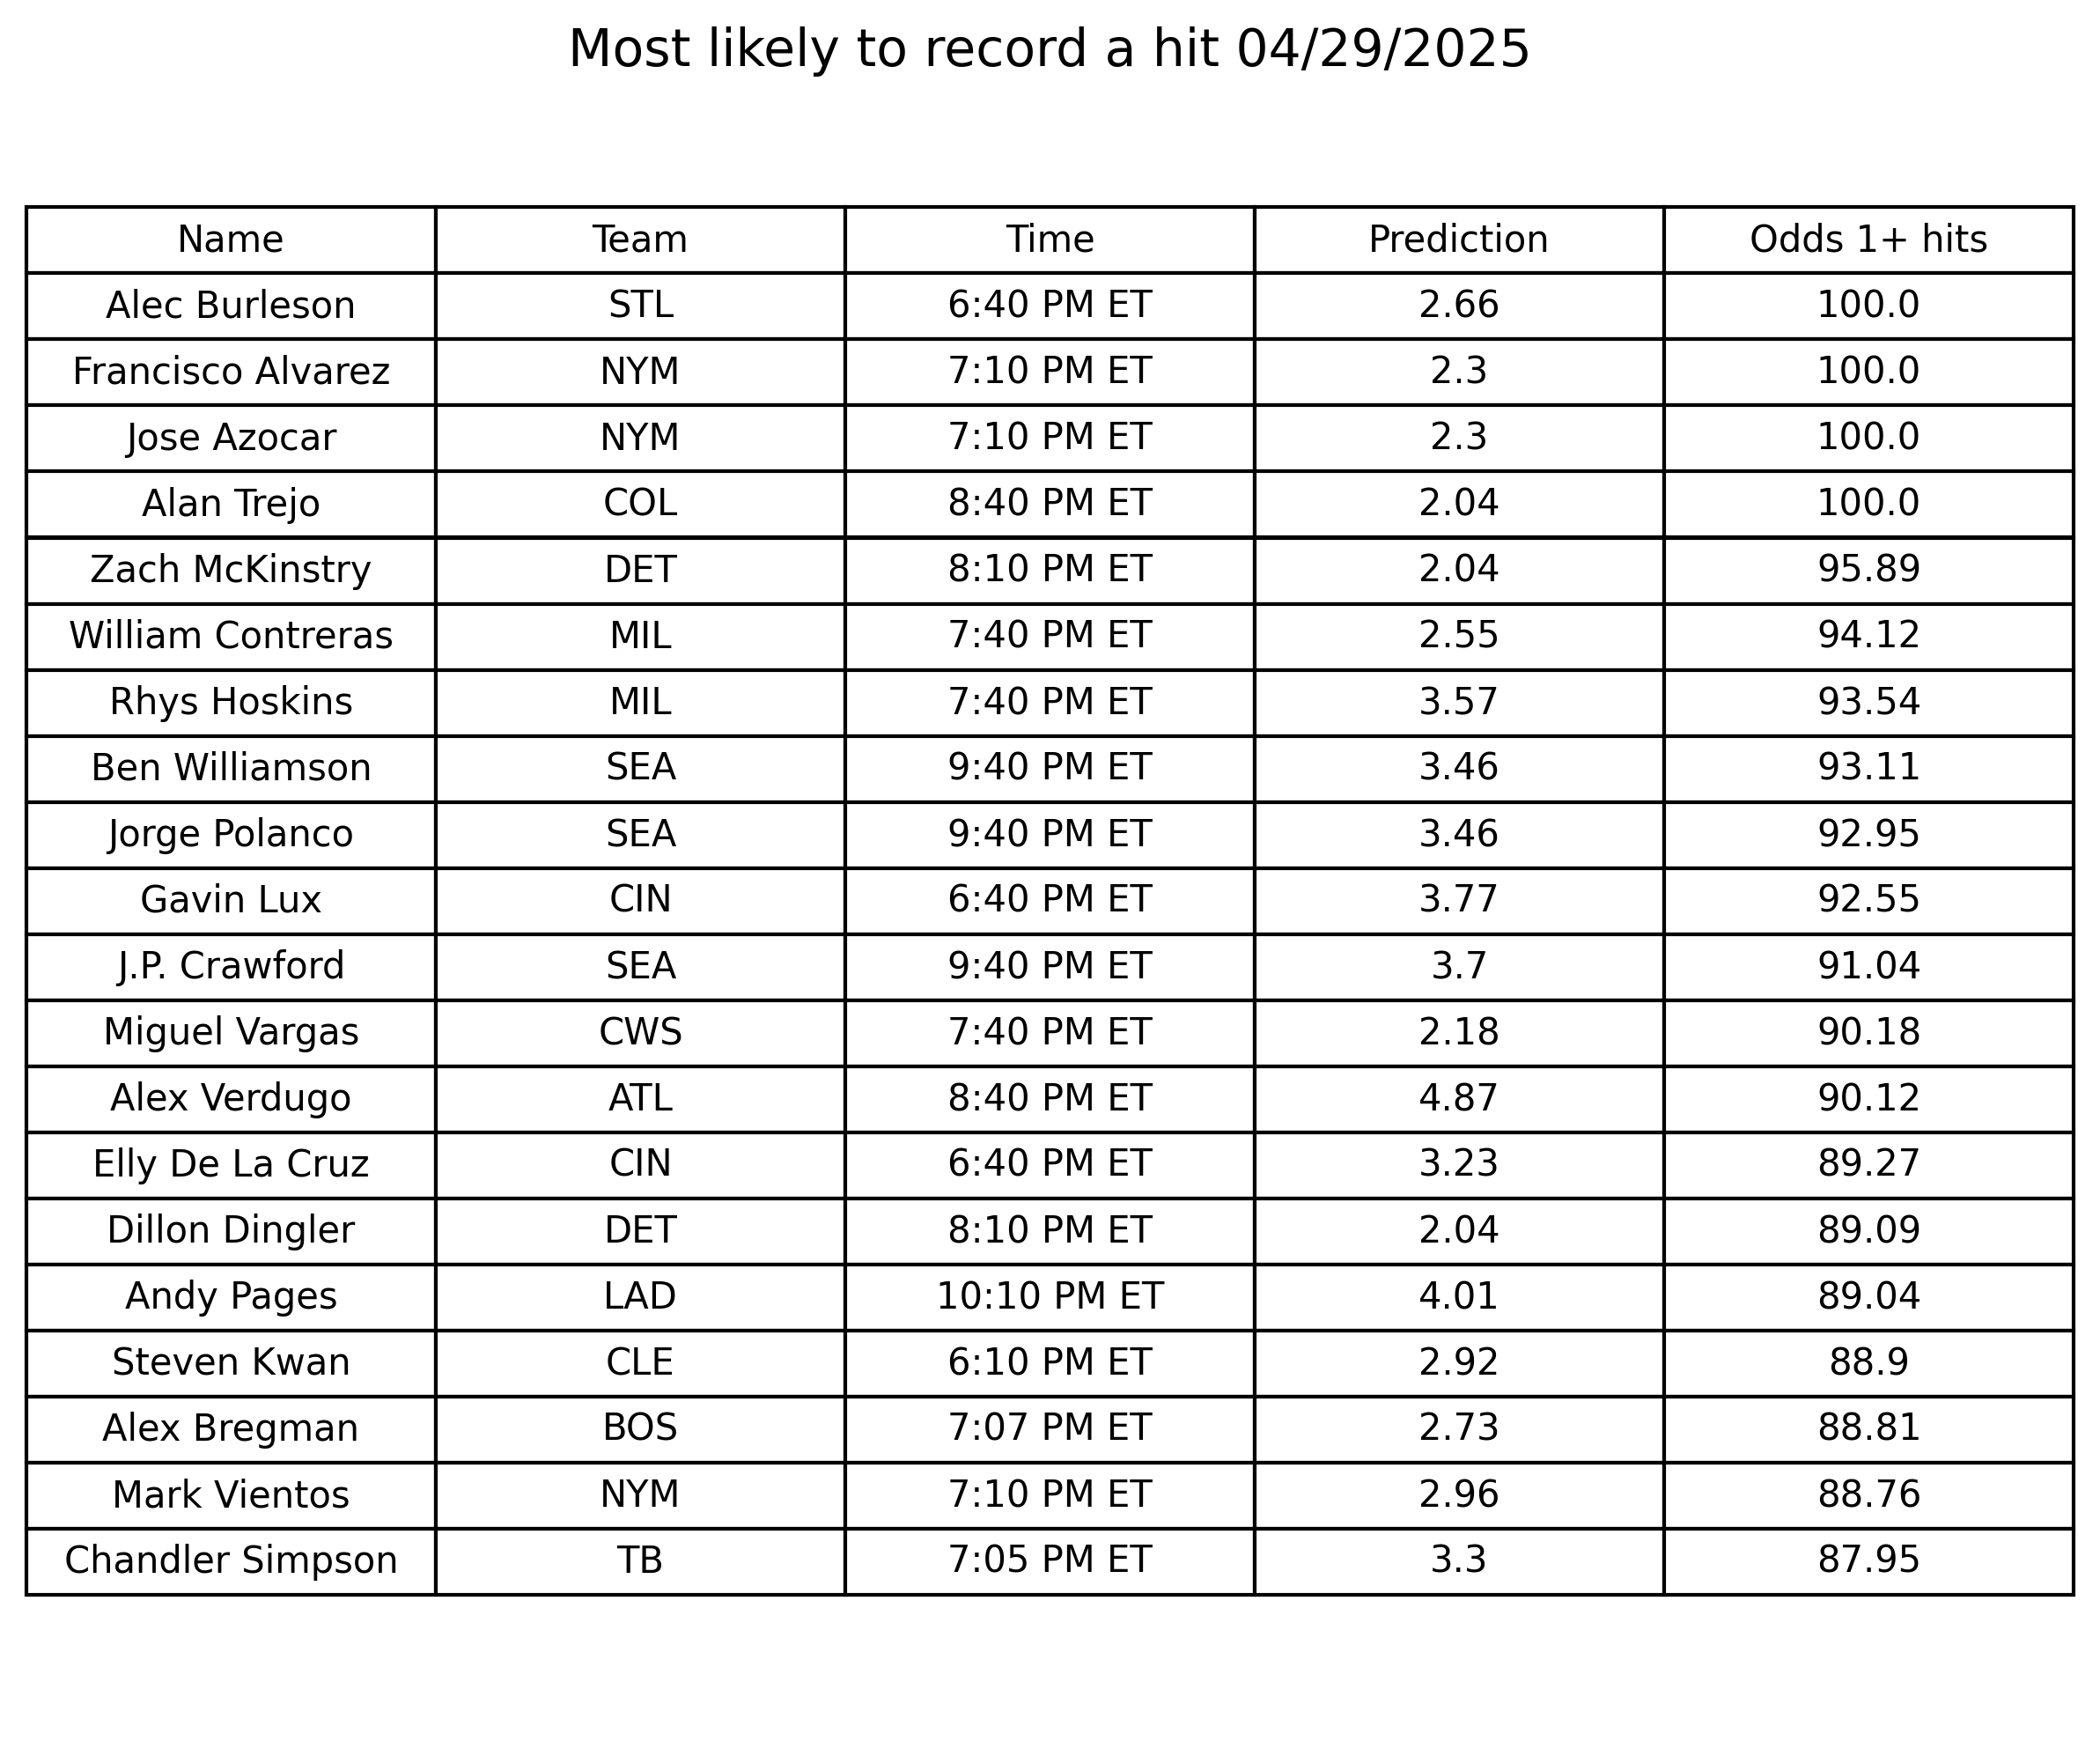 Most likely to record a hit 04/29/2025
Name Team Time Prediction Odds 1+ hits
Alec Burleson STL 6:40 PM ET 2.66 100.0
Francisco Alvarez NYM 7:10 PM ET 2.3 100.0
Jose Azocar NYM 7:10 PM ET 2.3 100.0
Alan Trejo COL 8:40 PM ET 2.04 100.0
Zach McKinstry DET 8:10 PM ET 2.04 95.89
William Contreras MIL 7:40 PM ET 2.55 94.12
Rhys Hoskins MIL 7:40 PM ET 3.57 93.54
Ben Williamson SEA 9:40 PM ET 3.46 93.11
Jorge Polanco SEA 9:40 PM ET 3.46 92.95
Gavin Lux CIN 6:40 PM ET 3.77 92.55
J.P. Crawford SEA 9:40 PM ET 3.7 91.04
Miguel Vargas CWS 7:40 PM ET 2.18 90.18
Alex Verdugo ATL 8:40 PM ET 4.87 90.12
Elly De La Cruz CIN 6:40 PM ET 3.23 89.27
Dillon Dingler DET 8:10 PM ET 2.04 89.09
Andy Pages LAD 10:10 PM ET 4.01 89.04
Steven Kwan CLE 6:10 PM ET 2.92 88.9
Alex Bregman BOS 7:07 PM ET 2.73 88.81
Mark Vientos NYM 7:10 PM ET 2.96 88.76
Chandler Simpson TB 7:05 PM ET 3.3 87.95